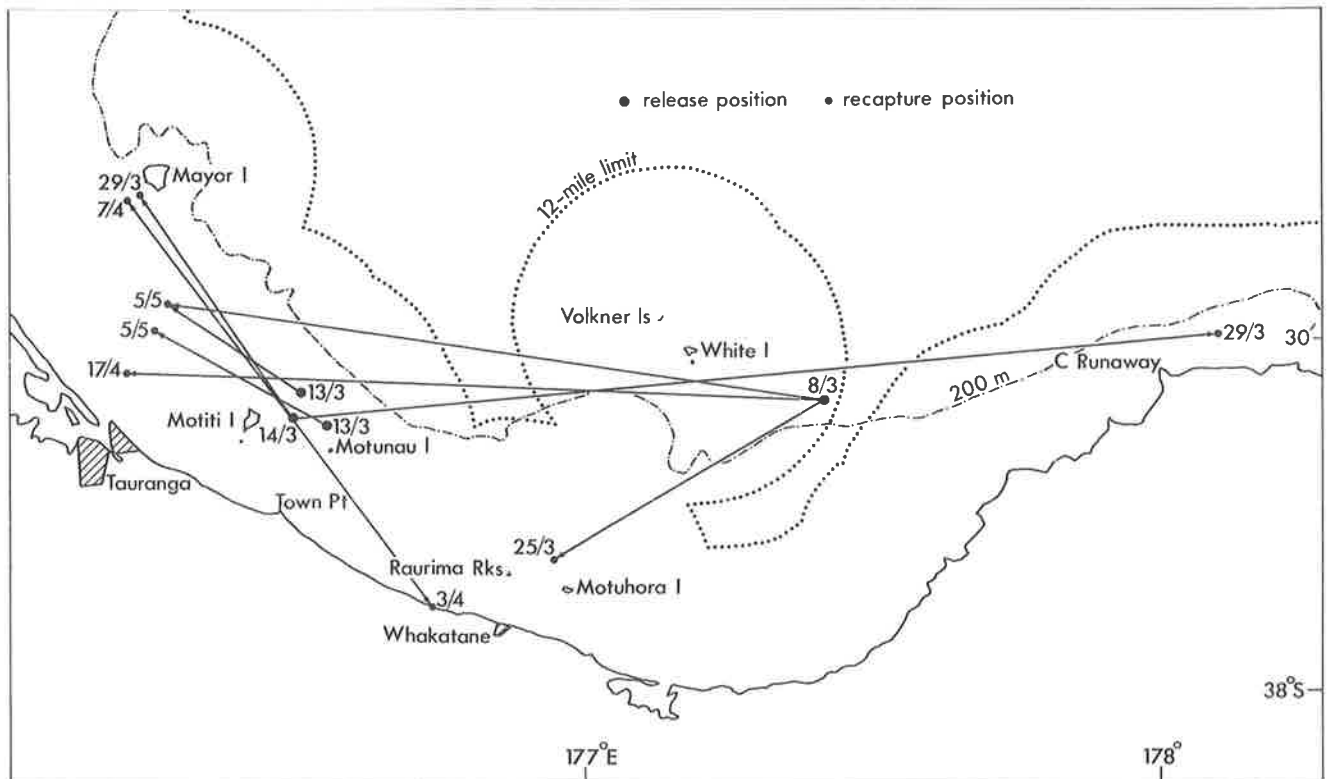 ● release position ● recapture position
12-mile limit
Mayor I
29/3
7/4
5/5
5/5
17/4
Volkner Is
White I
30
29/3
C Runaway
8/3
200 m
13/3
Motiti I
14/3
13/3
Motunau I
Tauranga
Town Pt
25/3
Raurima Rks
Motuhora I
3/4
Whakatane
38°S
177°E
178°